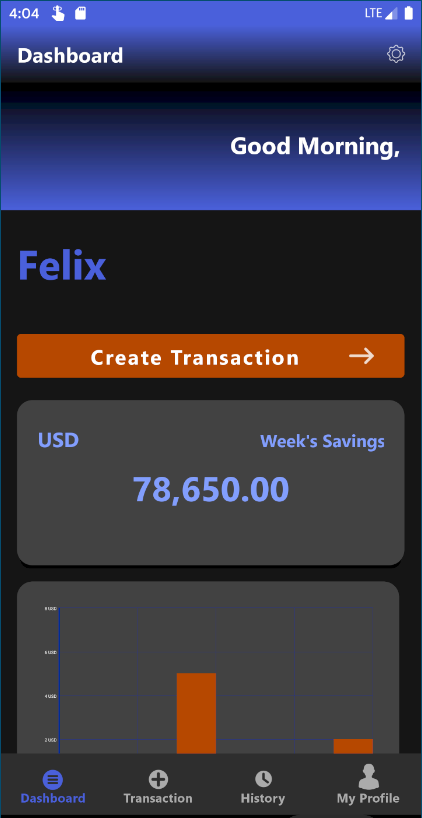 4:04 LTE
Dashboard
Good Morning,
Felix
Create Transaction
USD Week's Savings
78,650.00
8 USD
6 USD
4 USD
2 USD
Dashboard Transaction History My Profile